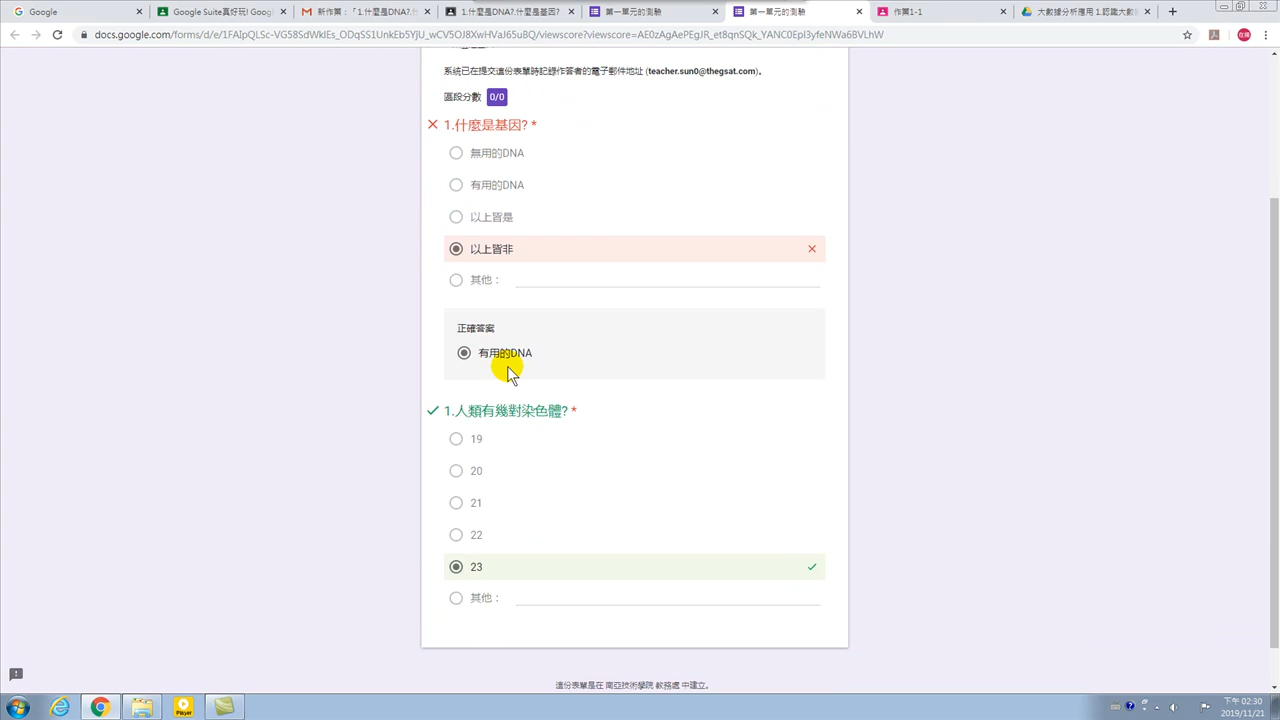 Google
Google Suite真好玩! Googl
新作業：「1.什麼是DNA?.什
1.什麼是DNA?.什麼是基因?
第一單元的測驗
第一單元的測驗
作業1-1
大數據分析應用 1.認識大數
docs.google.com/forms/d/e/
系統已在提交這份表單時記錄作答者的電子郵件地址 (teacher.sun0@thegsat.com)。
區段分數 0/0
1.什麼是基因? *
無用的DNA
有用的DNA
以上皆是
以上皆非
其他：
正確答案
有用的DNA
1.人類有幾對染色體? *
19
20
21
22
23
其他：
這份表單是在 南亞技術學院 教務處 中建立。
Player
下午 02:30
2019/11/21